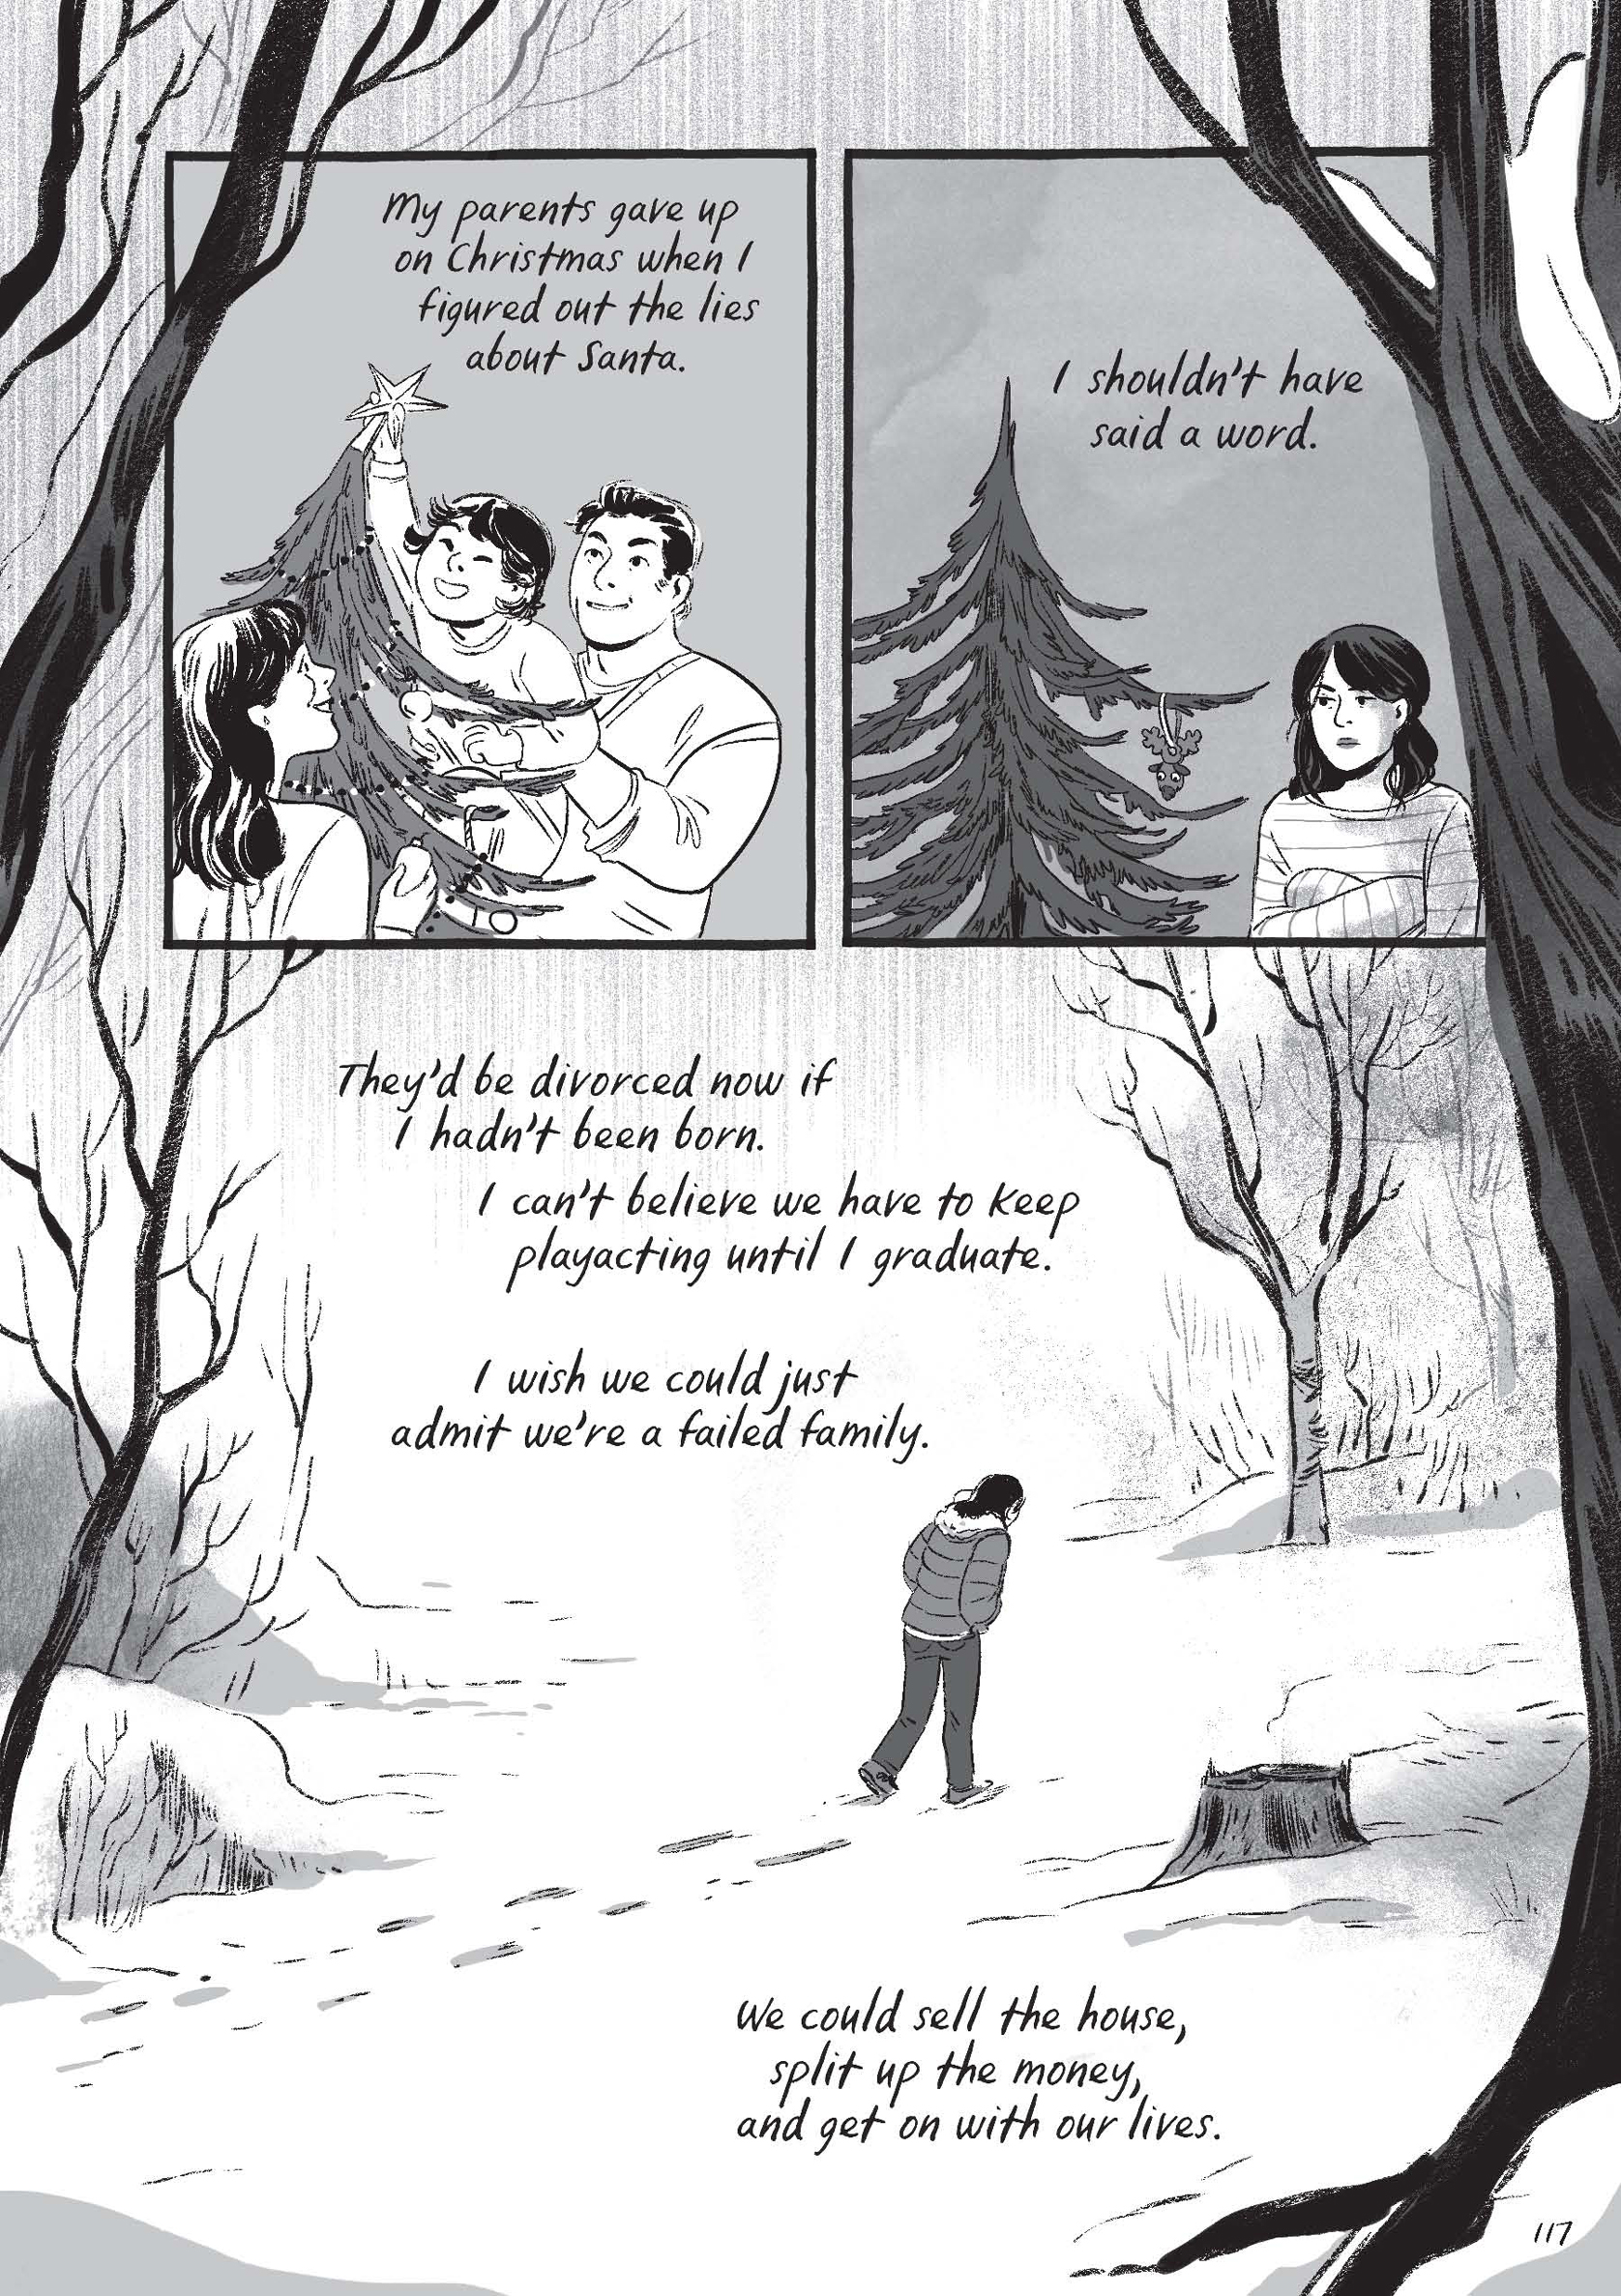 My parents gave up
on Christmas when I
figured out the lies
about Santa.
I shouldn't have
said a word.
They'd be divorced now if
I hadn't been born.
I can't believe we have to keep
playacting until I graduate.
I wish we could just
admit we're a failed family.
We could sell the house,
split up the money,
and get on with our lives.
117